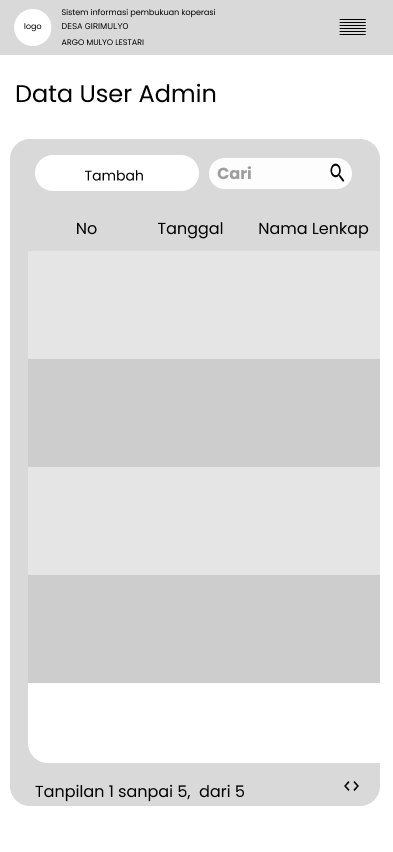 logo
Sistem informasi pembukuan koperasi
DESA GIRIMULYO
ARGO MULYO LESTARI
Data User Admin
Tambah
Cari
No Tanggal Nama Lenkap
Tanpilan 1 sanpai 5, dari 5